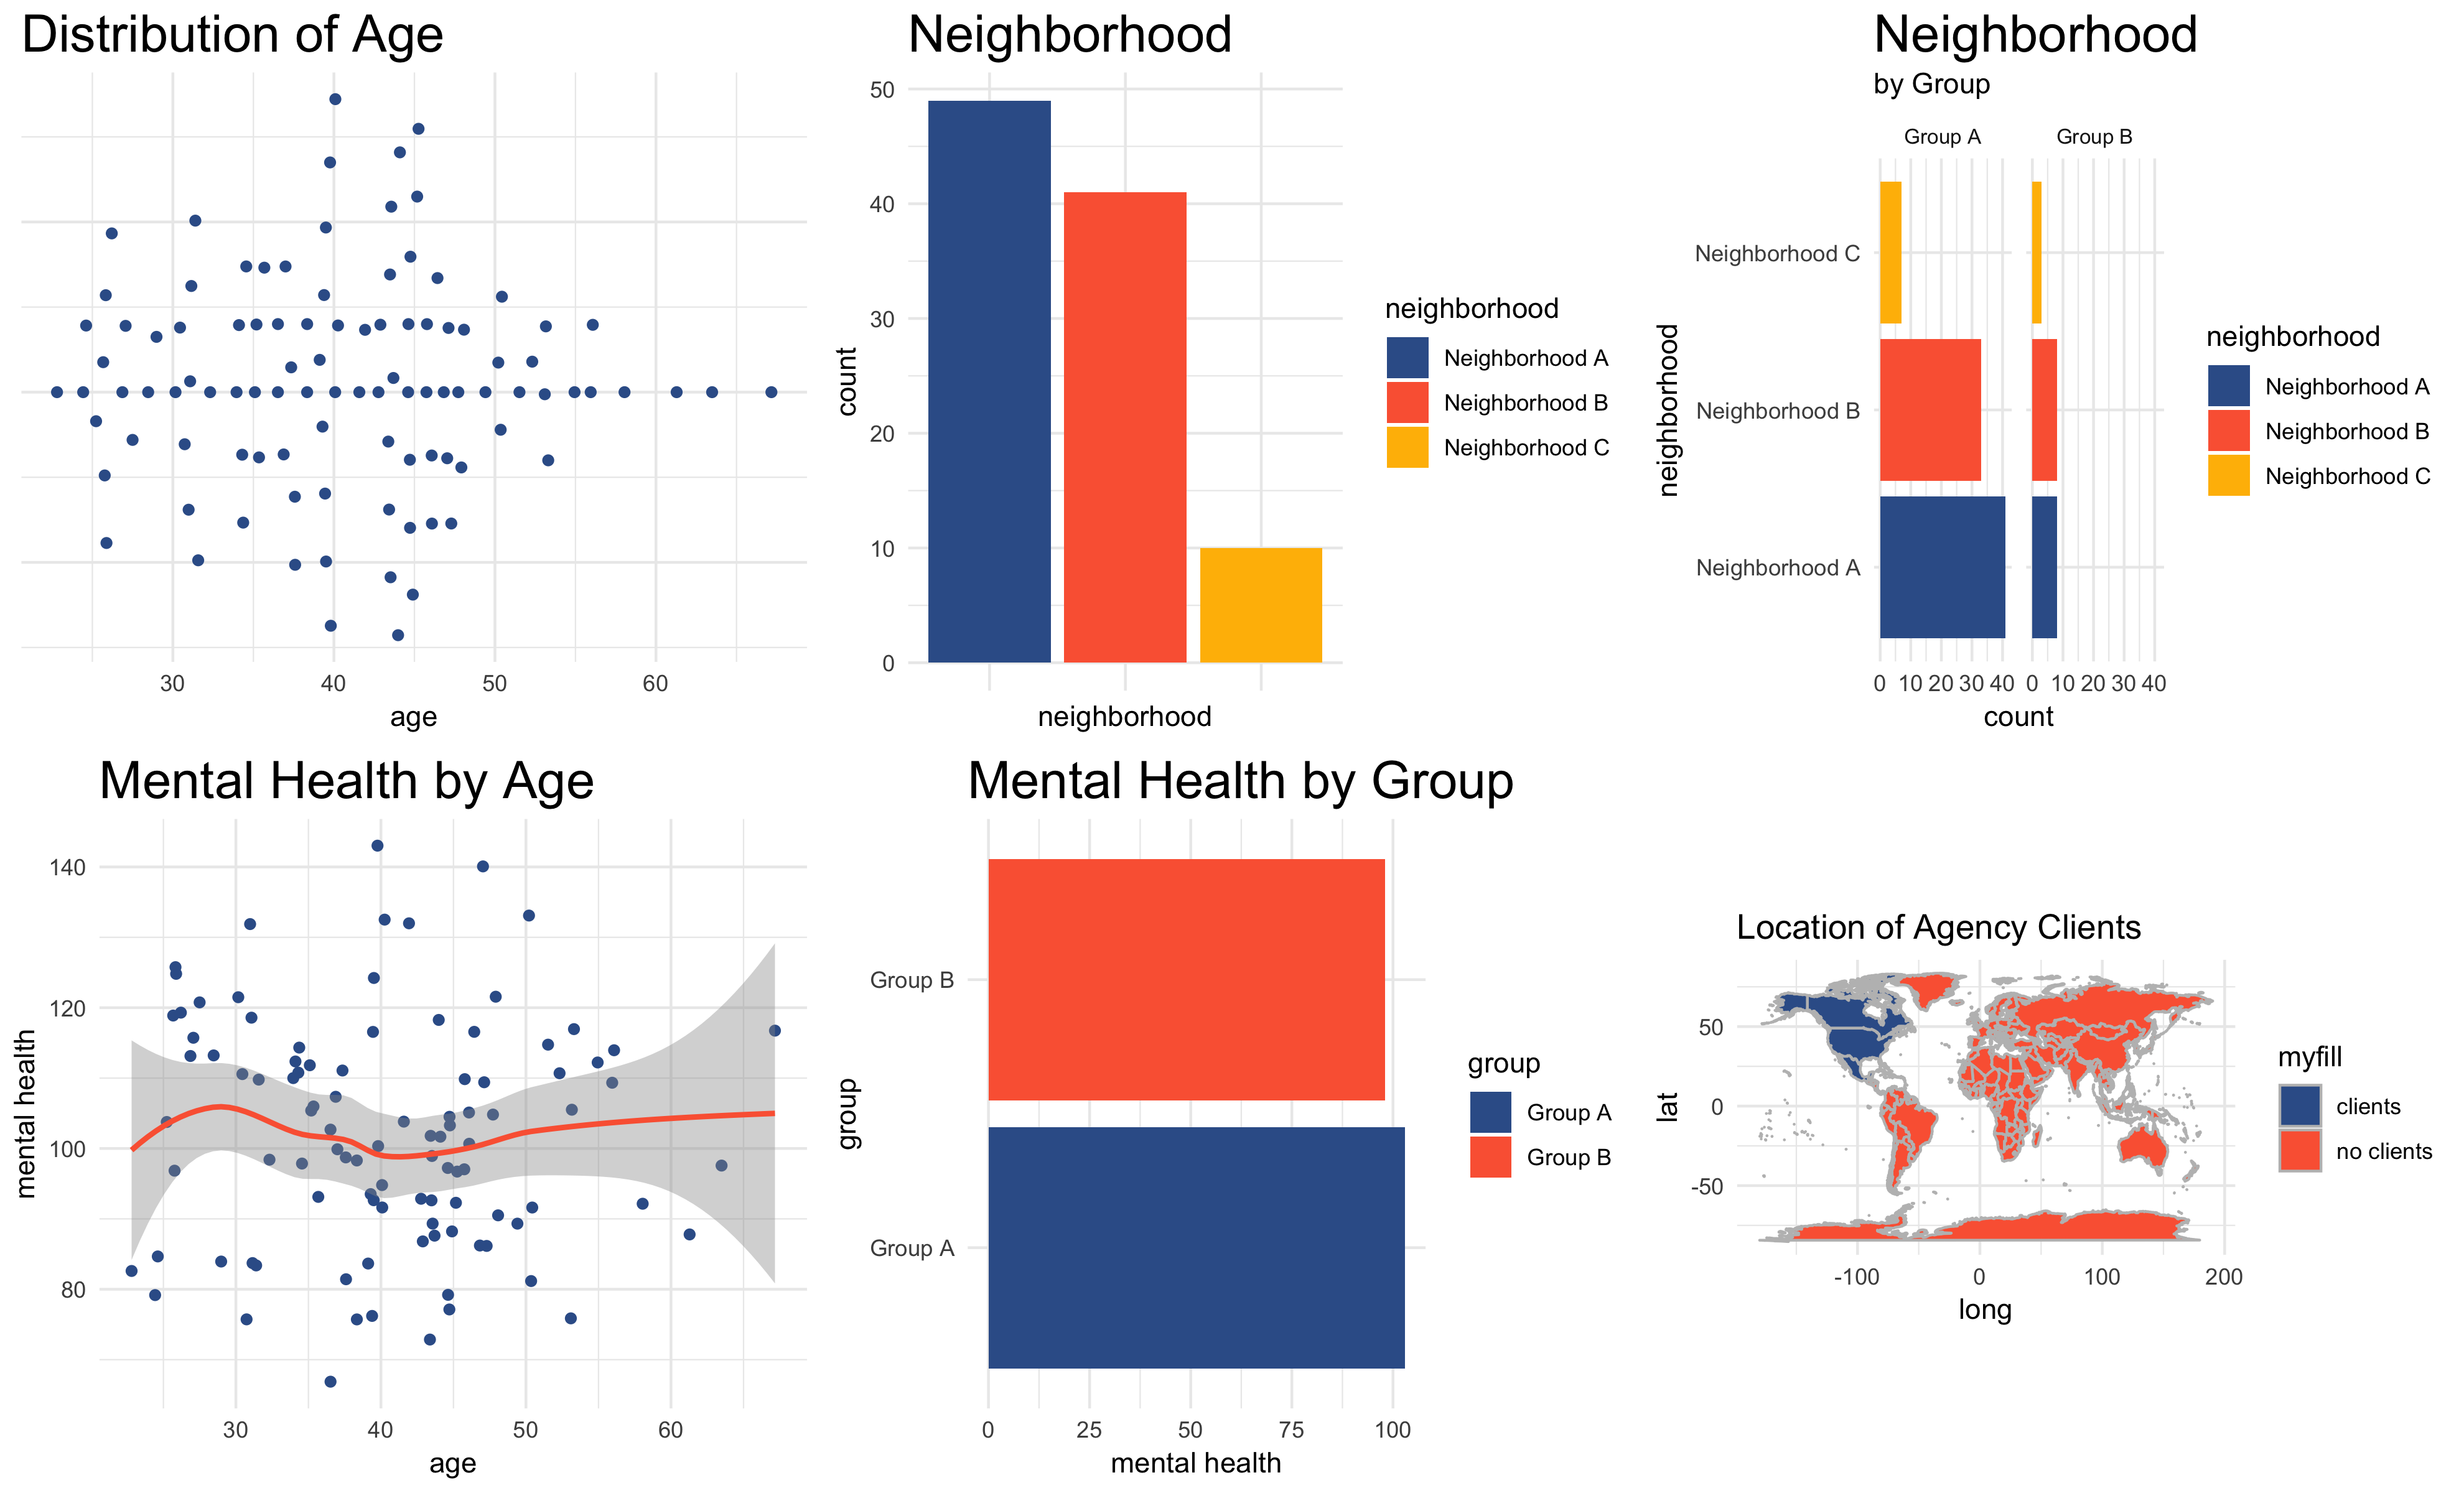 Distribution of Age
30 40 50 60
age
Neighborhood
50
40
30
20
10
0
count
neighborhood
neighborhood
Neighborhood A
Neighborhood B
Neighborhood C
Neighborhood
by Group
Group A Group B
Neighborhood C
Neighborhood B
Neighborhood A
neighborhood
0 10 20 30 40 0 10 20 30 40
count
neighborhood
Neighborhood A
Neighborhood B
Neighborhood C
Mental Health by Age
140
120
100
80
mental health
30 40 50 60
age
Mental Health by Group
Group B
Group A
group
0 25 50 75 100
mental health
group
Group A
Group B
Location of Agency Clients
50
0
-50
lat
-100 0 100 200
long
myfill
clients
no clients